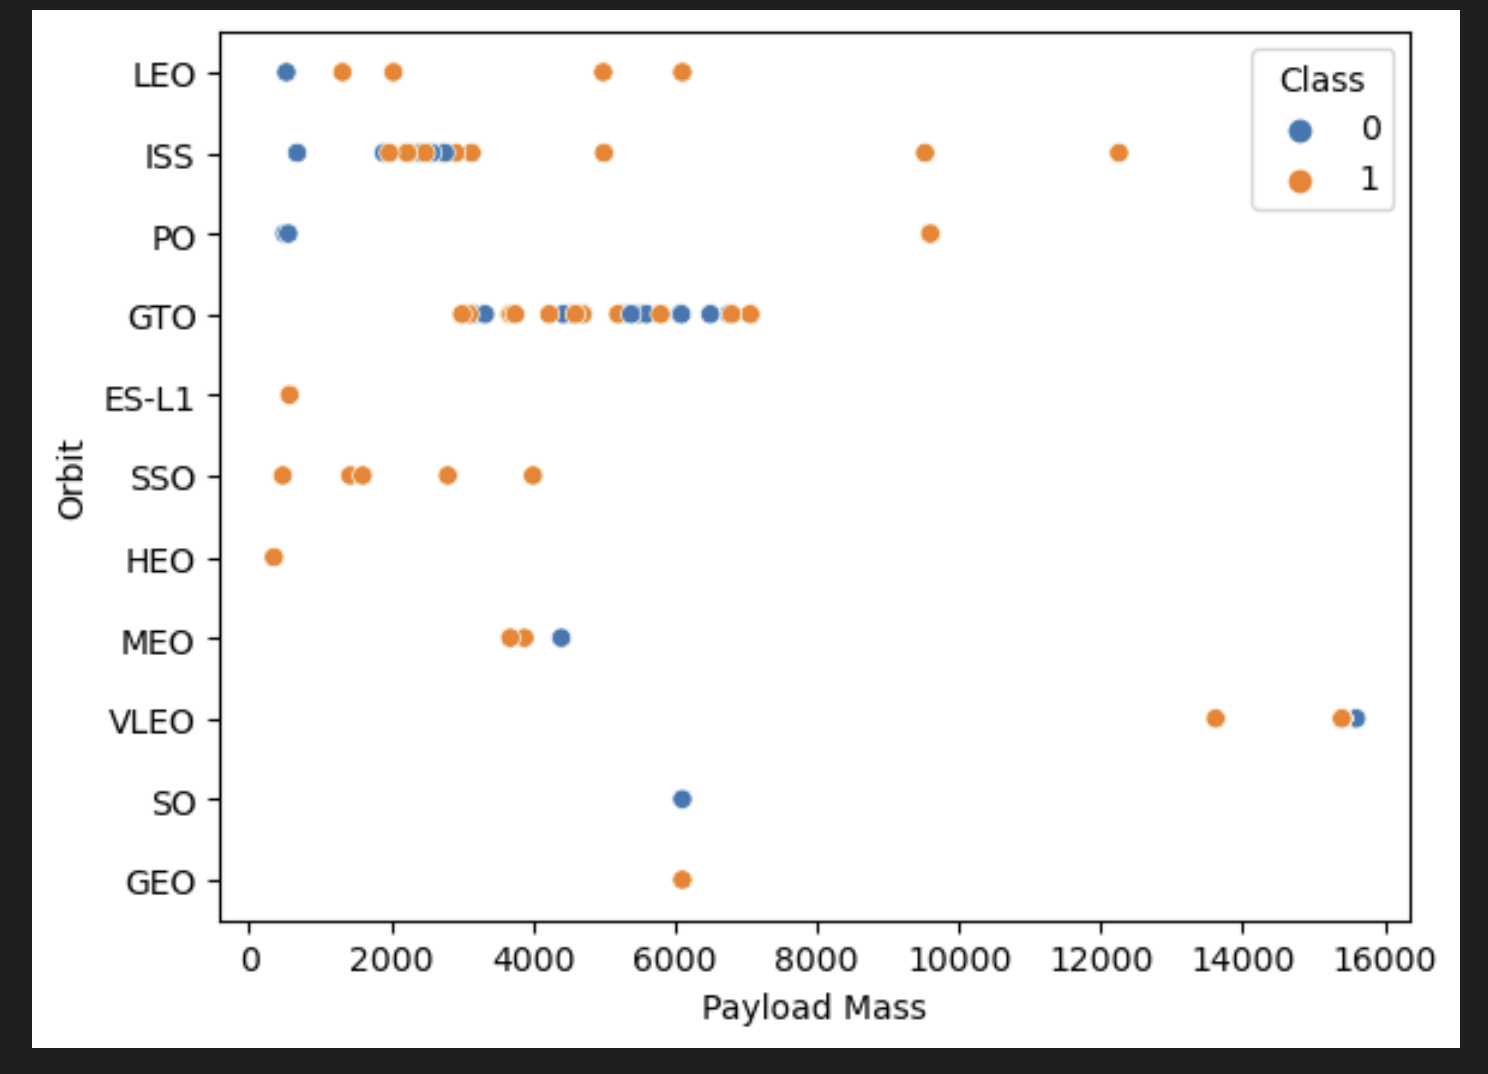 LEO
ISS
PO
GTO
ES-L1
SSO
HEO
MEO
VLEO
SO
GEO
Orbit
Class
0
1
0 2000 4000 6000 8000 10000 12000 14000 16000
Payload Mass